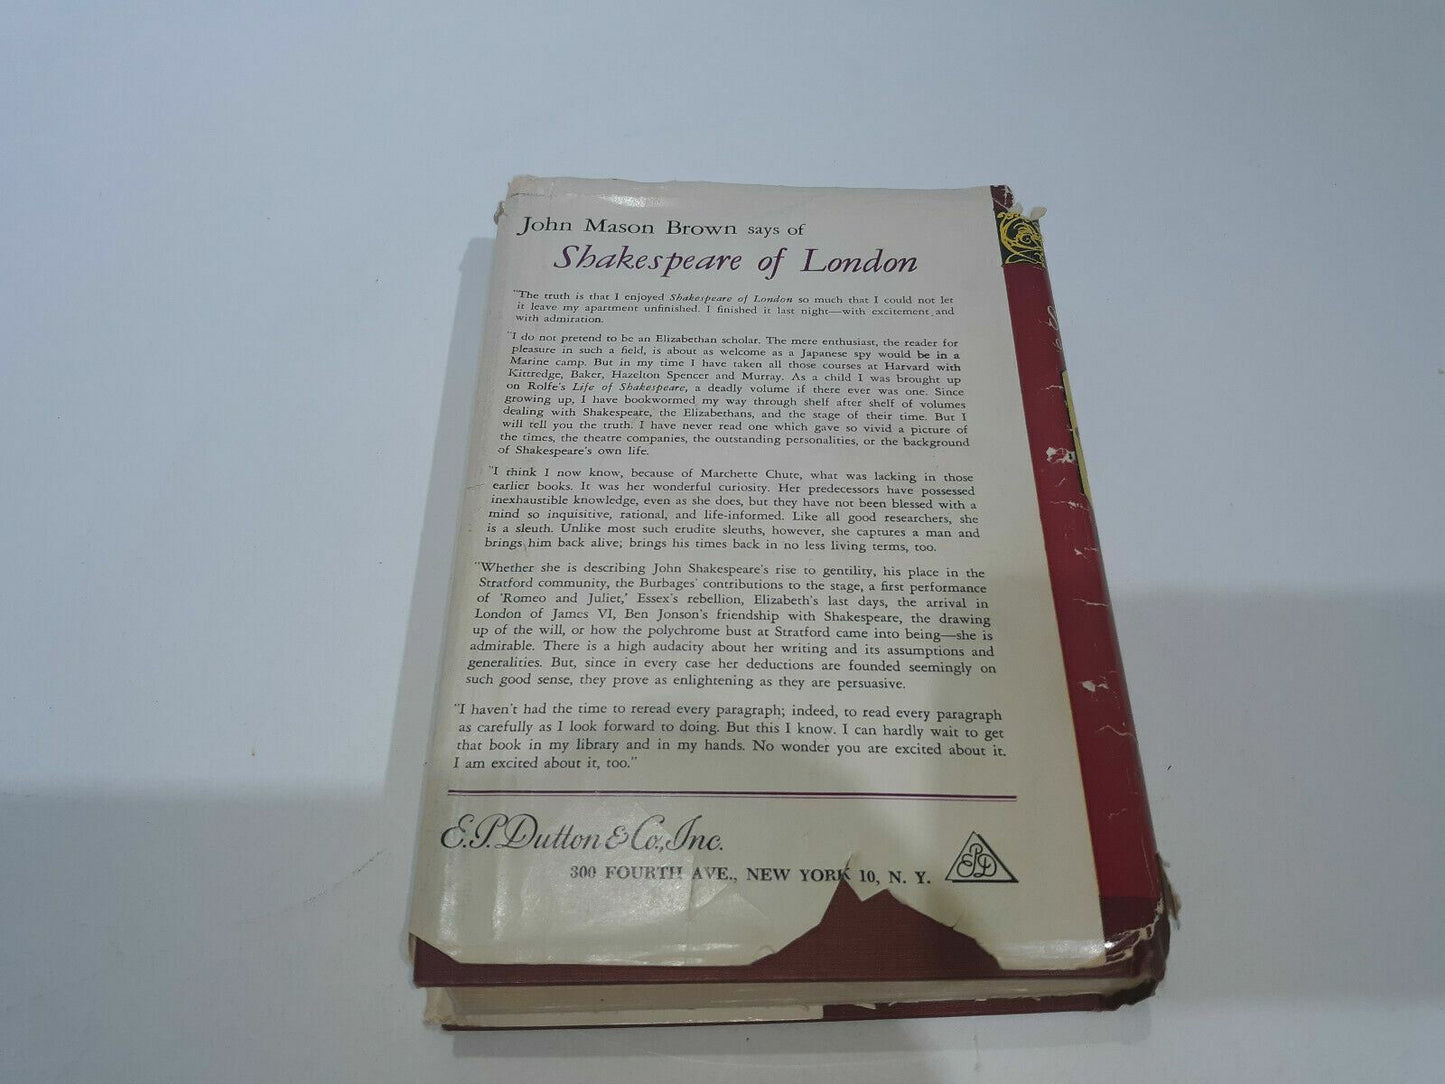 John Mason Brown says of
Shakespeare of London
"The truth is that I enjoyed Shakespeare of London so much that I could not let
it leave my apartment unfinished. I finished it last night—with excitement and
with admiration.
"I do not pretend to be an Elizabethan scholar. The mere enthusiast, the reader for
pleasure in such a field, is about as welcome as a Japanese spy would be in a
Marine camp. But in my time I have taken all those courses at Harvard with
Kittredge, Baker, Hazelton Spencer and Murray. As a child I was brought up
on Rolfe's Life of Shakespeare, a deadly volume if there ever was one. Since
growing up, I have bookwormed my way through shelf after shelf of volumes
dealing with Shakespeare, the Elizabethans, and the stage of their time. But I
will tell you the truth. I have never read one which gave so vivid a picture of
the times, the theatre companies, the outstanding personalities, or the background
of Shakespeare's own life.
"I think I now know, because of Marchette Chute, what was lacking in those
earlier books. It was her wonderful curiosity. Her predecessors have possessed
inexhaustible knowledge, even as she does, but they have not been blessed with a
mind so inquisitive, rational, and life-informed. Like all good researchers, she
is a sleuth. Unlike most such erudite sleuths, however, she captures a man and
brings him back alive; brings his times back in no less living terms, too.
"Whether she is describing John Shakespeare's rise to gentility, his place in the
Stratford community, the Burbages' contributions to the stage, a first performance
of 'Romeo and Juliet,' Essex's rebellion, Elizabeth's last days, the arrival in
London of James VI, Ben Jonson's friendship with Shakespeare, the drawing
up of the will, or how the polychrome bust at Stratford came into being—she is
admirable. There is a high audacity about her writing and its assumptions and
generalities. But, since in every case her deductions are founded seemingly on
such good sense, they prove as enlightening as they are persuasive.
"I haven't had the time to reread every paragraph; indeed, to read every paragraph
as carefully as I look forward to doing. But this I know. I can hardly wait to get
that book in my library and in my hands. No wonder you are excited about it.
I am excited about it, too."
E.P. Dutton & Co., Inc.
300 FOURTH AVE., NEW YORK 10, N. Y.
EPD